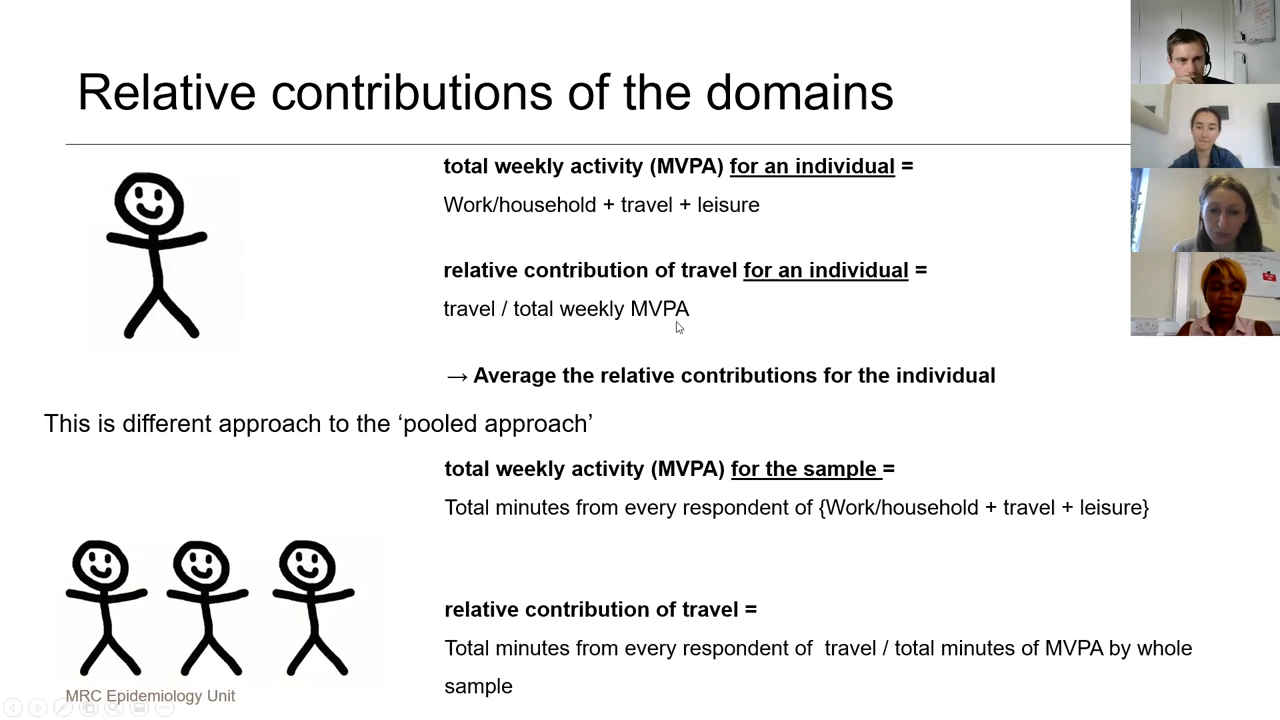 Relative contributions of the domains
total weekly activity (MVPA) for an individual =
Work/household + travel + leisure
relative contribution of travel for an individual =
travel / total weekly MVPA
→ Average the relative contributions for the individual
This is different approach to the ‘pooled approach’
total weekly activity (MVPA) for the sample =
Total minutes from every respondent of {Work/household + travel + leisure}
relative contribution of travel =
Total minutes from every respondent of  travel / total minutes of MVPA by whole
sample
MRC Epidemiology Unit